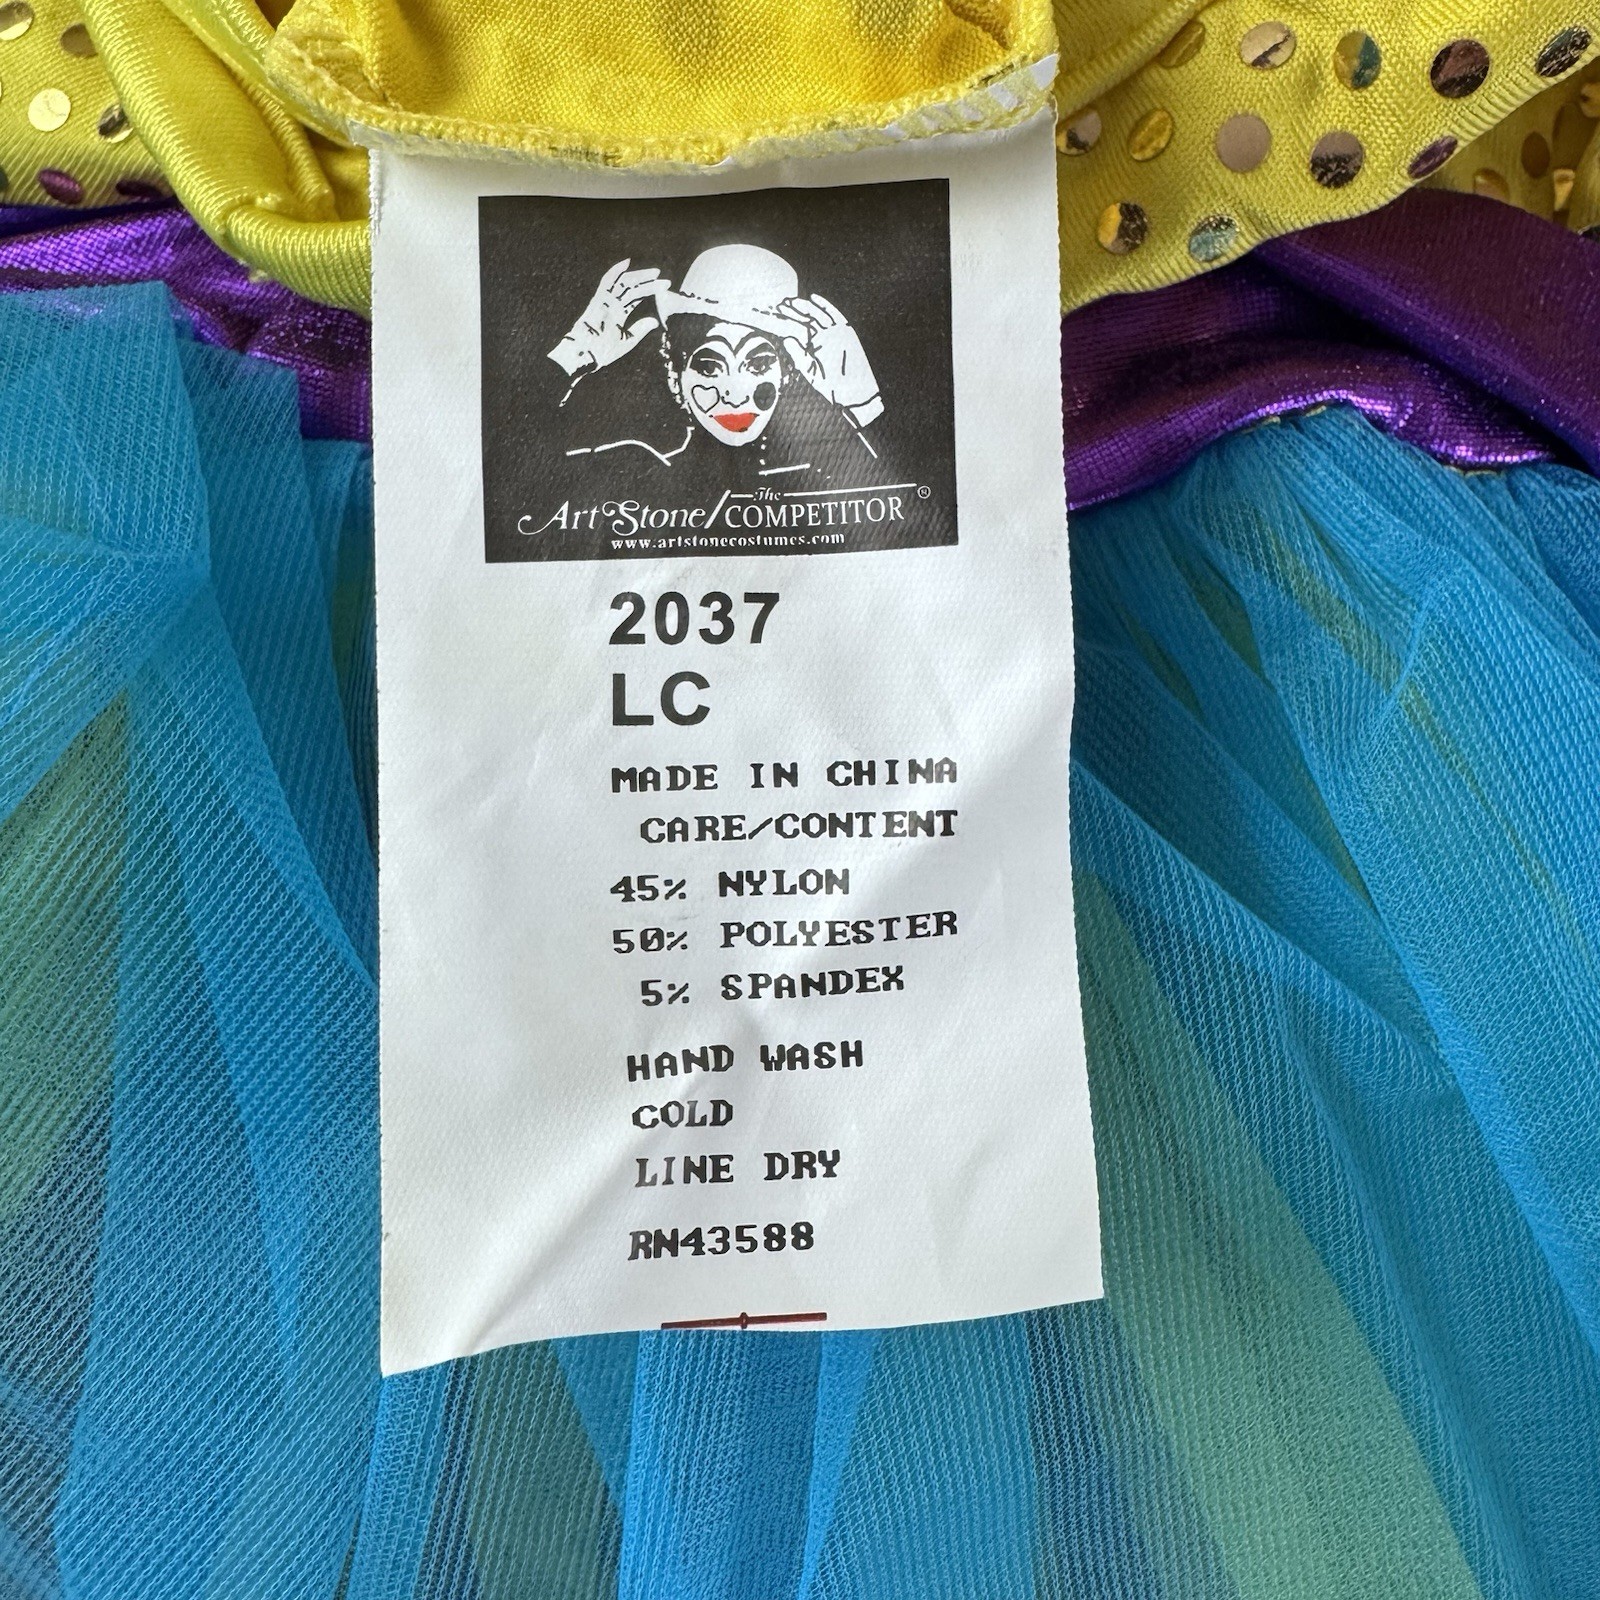 The
Art Stone/COMPETITOR ®
www.artstonecostumes.com
2037
LC
MADE IN CHINA
CARE/CONTENT
45% NYLON
50% POLYESTER
5% SPANDEX
HAND WASH
COLD
LINE DRY
RN43588